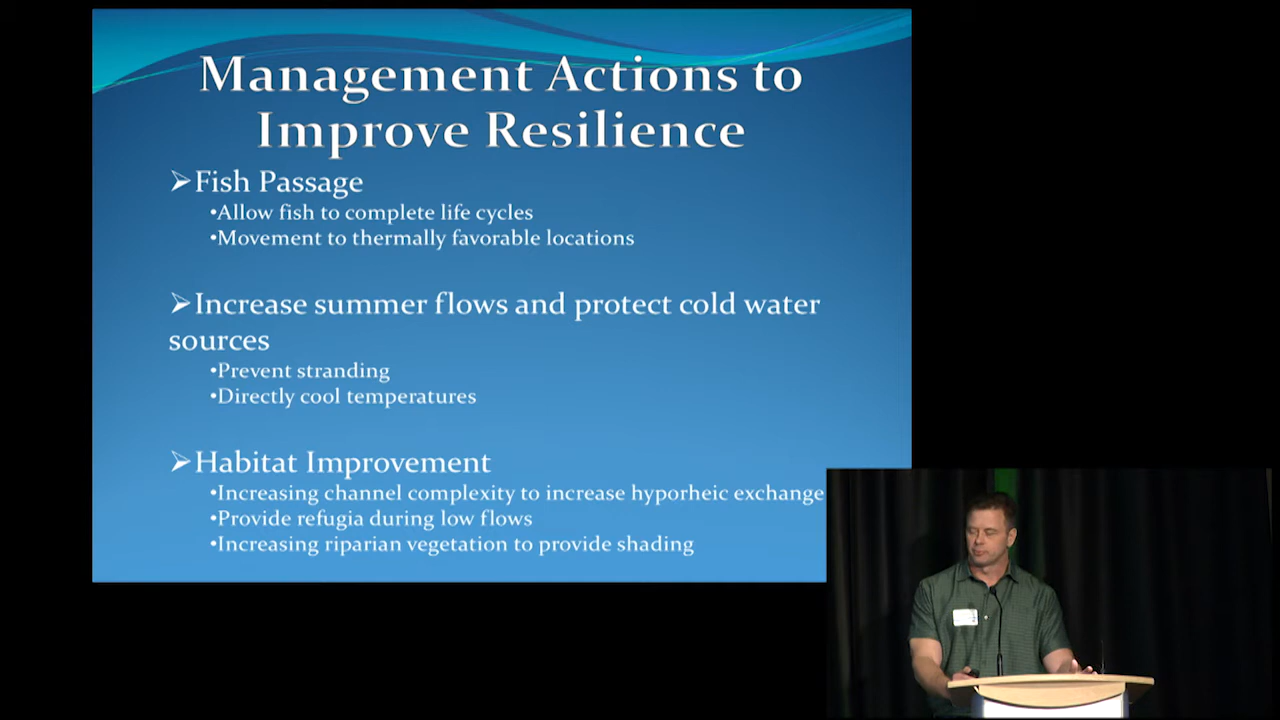 Management Actions to
Improve Resilience
➢Fish Passage
•Allow fish to complete life cycles
•Movement to thermally favorable locations
➢Increase summer flows and protect cold water
sources
•Prevent stranding
•Directly cool temperatures
➢Habitat Improvement
•Increasing channel complexity to increase hyporheic exchange
•Provide refugia during low flows
•Increasing riparian vegetation to provide shading